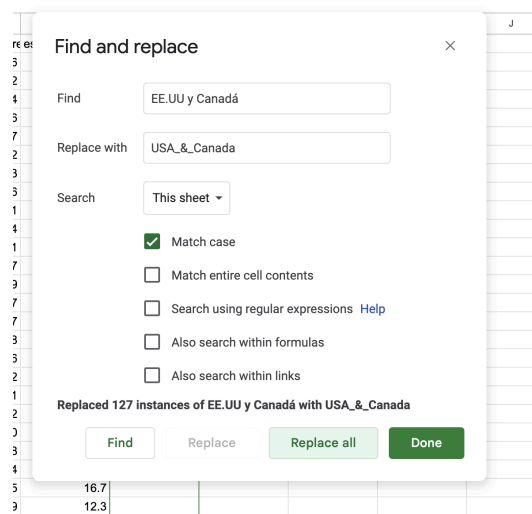 J
Find and replace
Find
EE.UU y Canadá
Replace with
USA_&_Canada
Search
This sheet
Match case
Match entire cell contents
Search using regular expressions Help
Also search within formulas
Also search within links
Replaced 127 instances of EE.UU y Canadá with USA_&_Canada
Find Replace Replace all Done
16.7
12.3